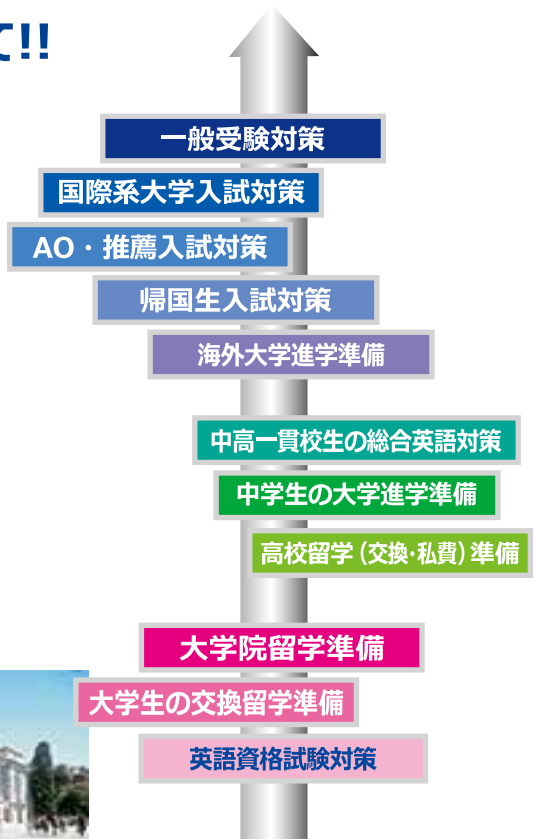 て!!
一般受験対策
国際系大学入試対策
AO・推薦入試対策
帰国生入試対策
海外大学進学準備
中高一貫校生の総合英語対策
中学生の大学進学準備
高校留学（交換・私費）準備
大学院留学準備
大学生の交換留学準備
英語資格試験対策